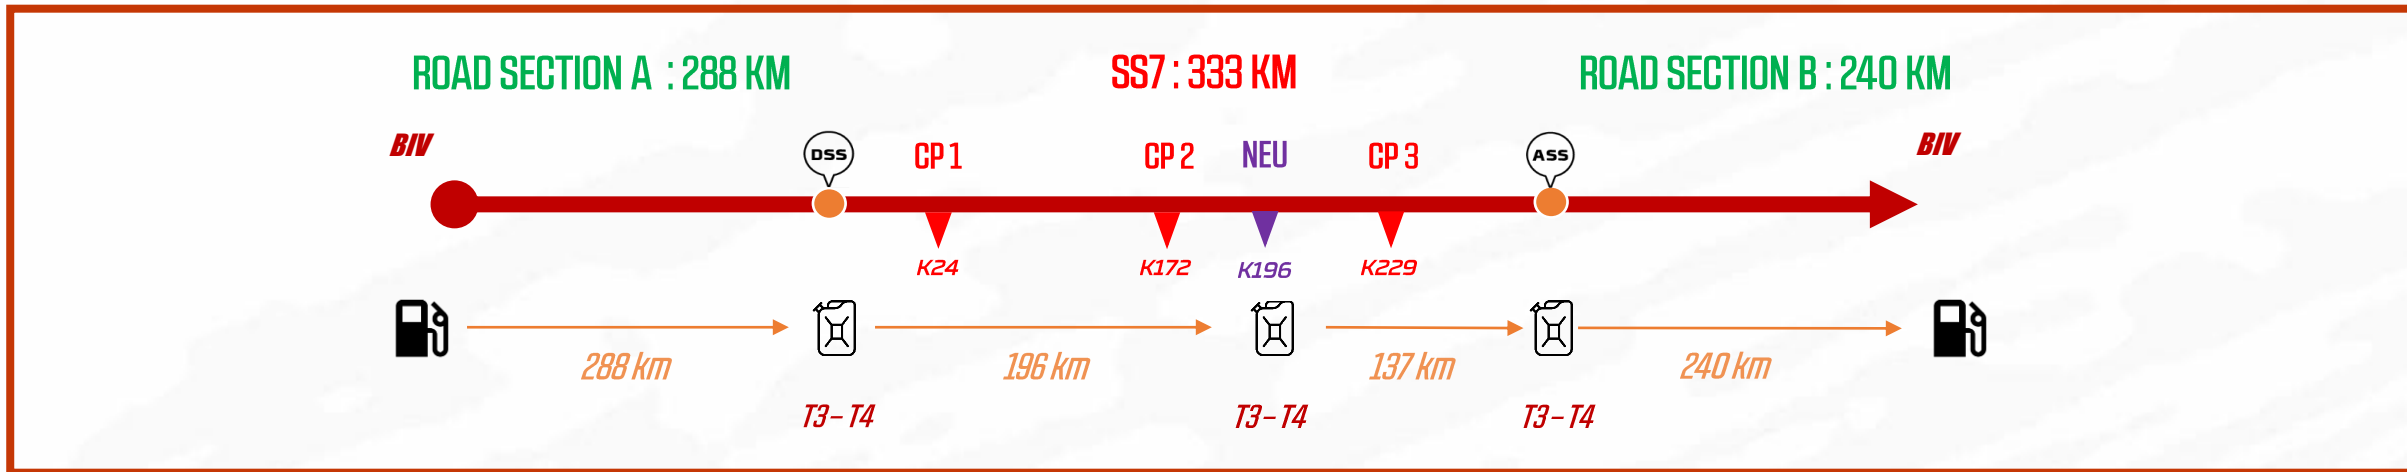 ROAD SECTION A : 288 KM
SS7 : 333 KM
ROAD SECTION B : 240 KM
BIV
DSS
CP 1
CP 2
NEU
CP 3
ASS
BIV
K24
K172
K196
K229
288 km
196 km
137 km
240 km
T3 – T4
T3 – T4
T3 – T4